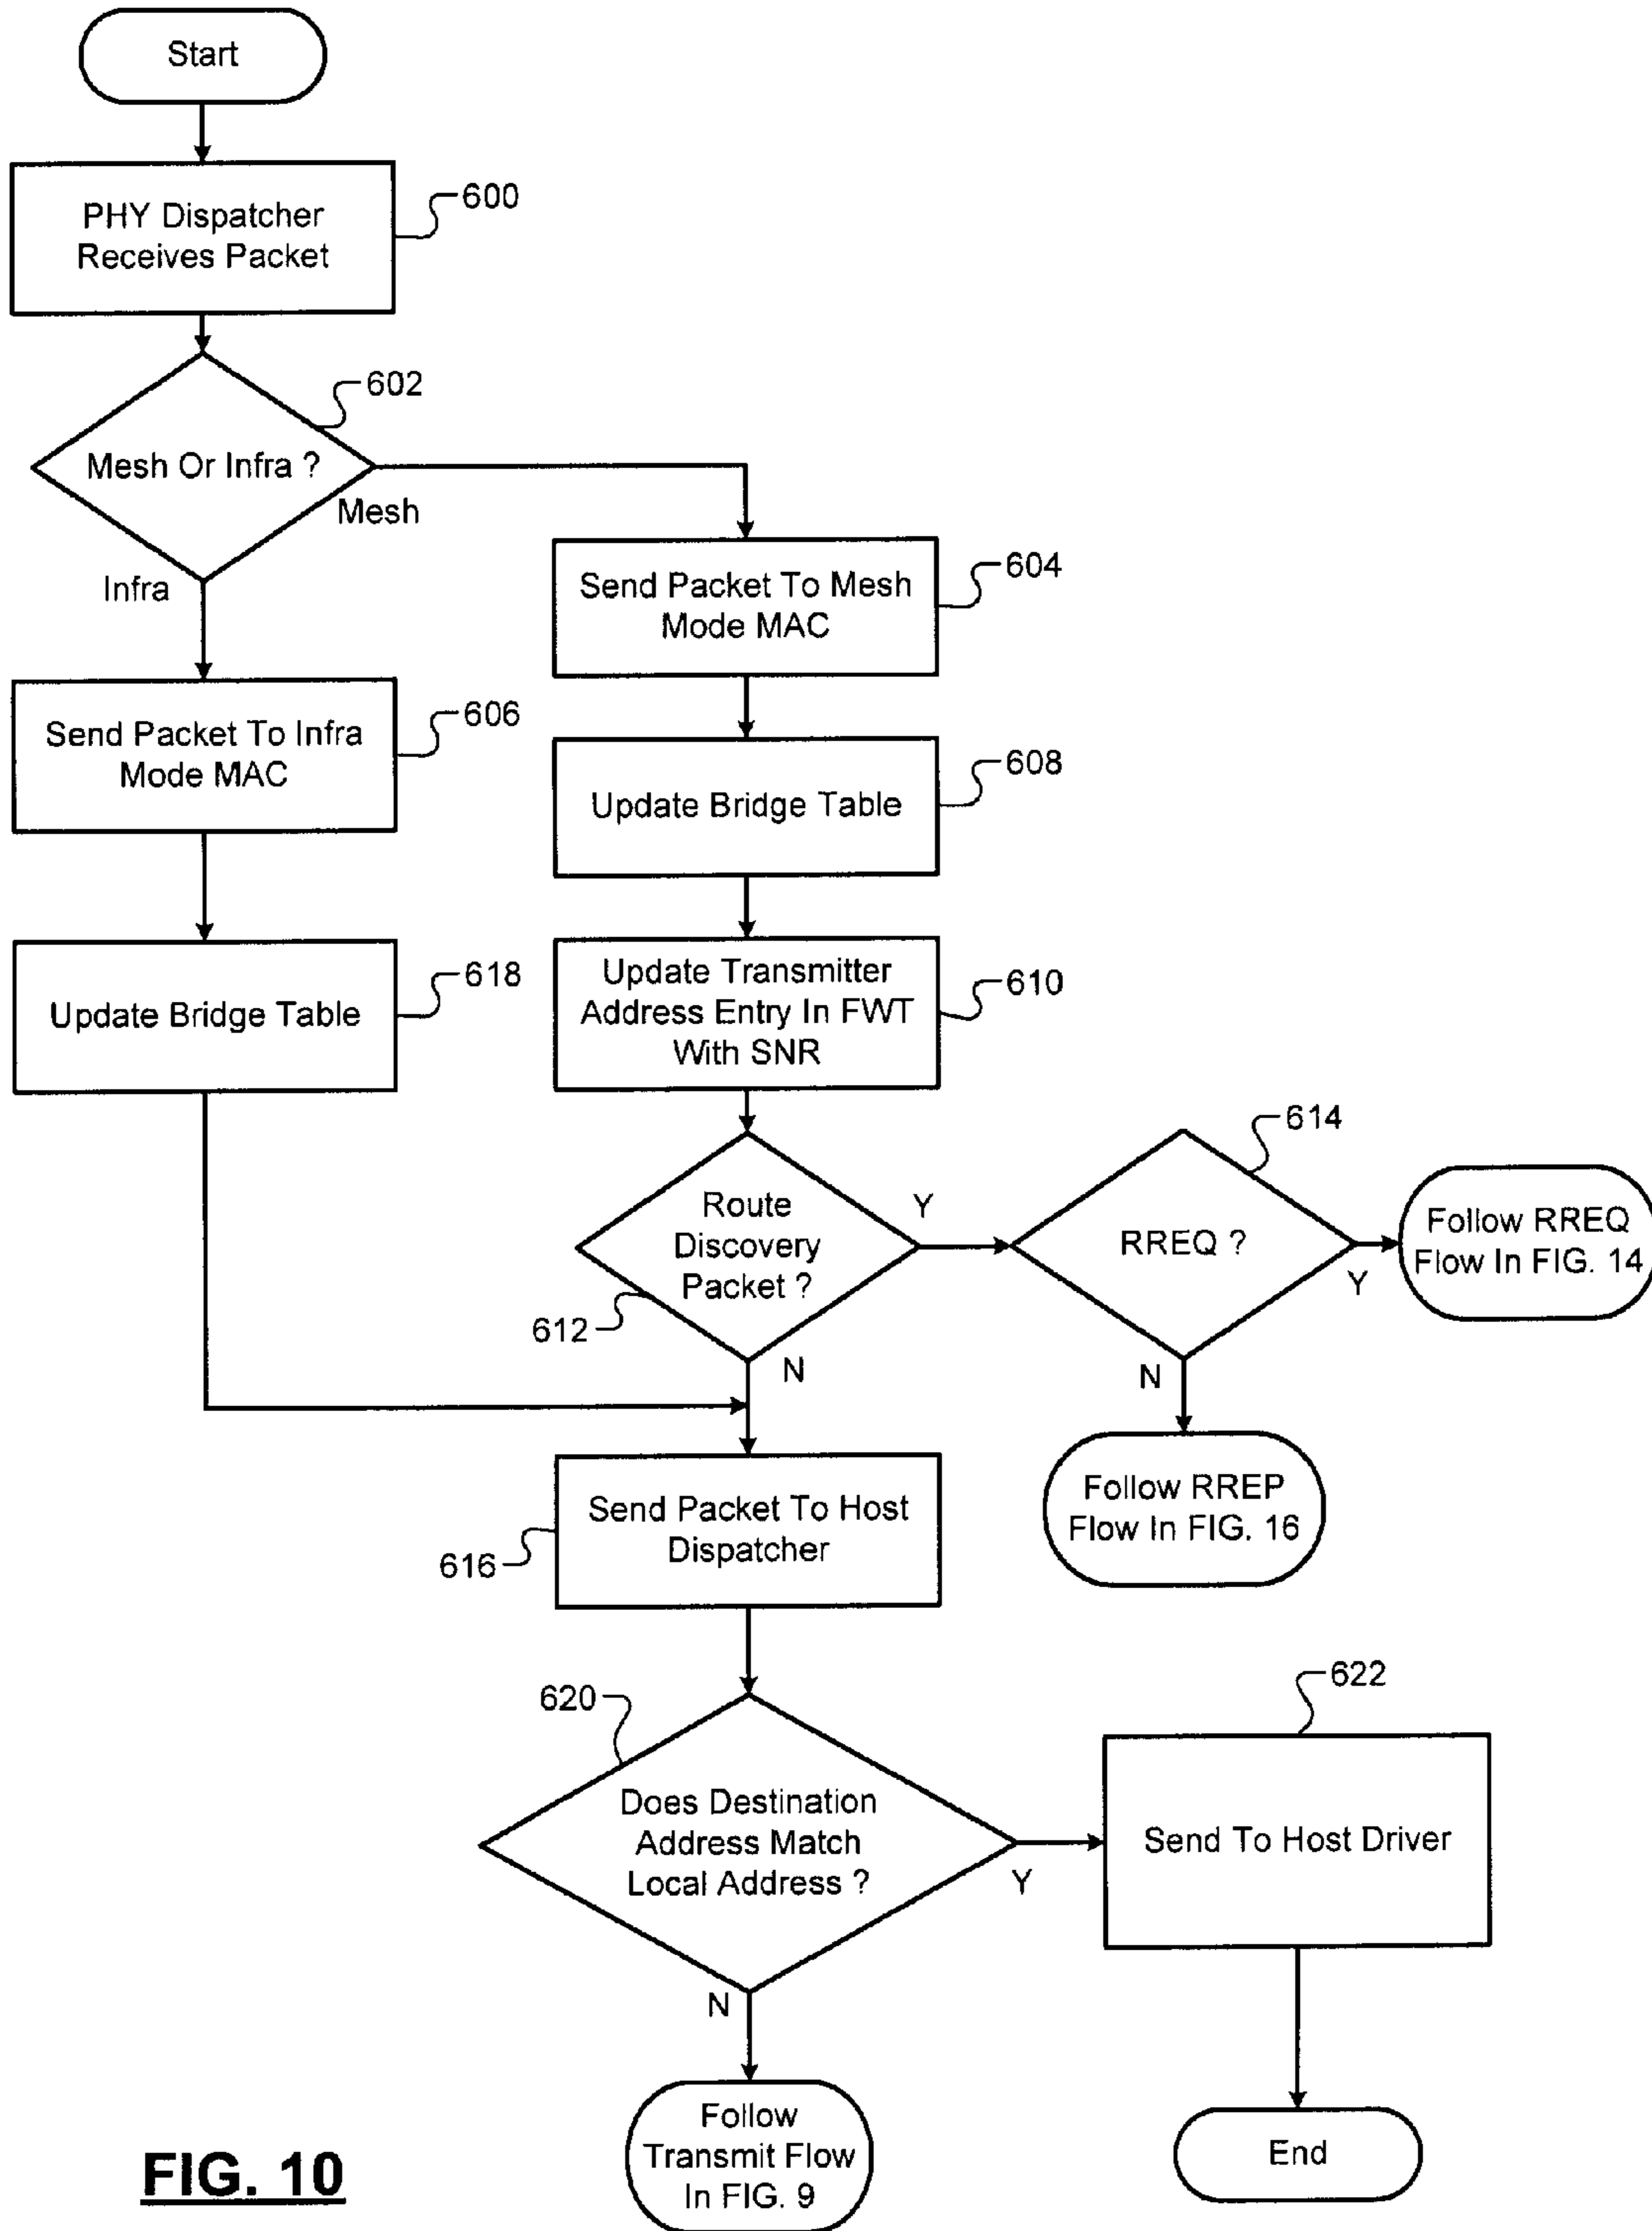 Start
PHY Dispatcher
Receives Packet
600
602
Mesh Or Infra ?
Mesh
Infra
Send Packet To Mesh
Mode MAC
604
Send Packet To Infra
Mode MAC
606
Update Bridge Table
608
Update Bridge Table
618
Update Transmitter
Address Entry In FWT
With SNR
610
Route
Discovery
Packet ?
612
Y
N
614
RREQ ?
Y
N
Follow RREQ
Flow In FIG. 14
Follow RREP
Flow In FIG. 16
Send Packet To Host
Dispatcher
616
620
Does Destination
Address Match
Local Address ?
Y
N
622
Send To Host Driver
Follow
Transmit Flow
In FIG. 9
End
FIG. 10